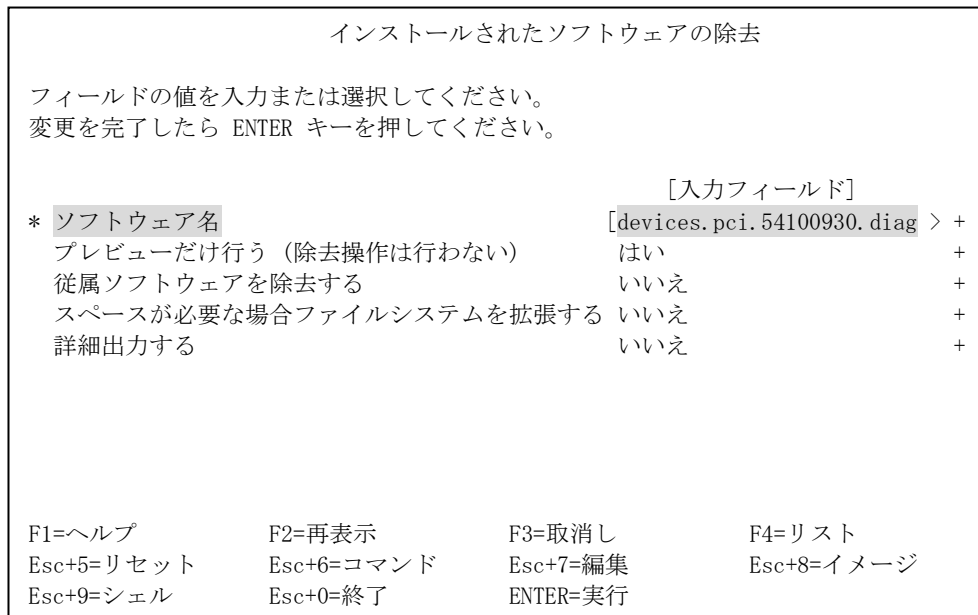 インストールされたソフトウェアの除去
フィールドの値を入力または選択してください。
変更を完了したら ENTER キーを押してください。
[入力フィールド]
* ソフトウェア名 [devices.pci.54100930.diag > +
プレビューだけ行う (除去操作は行わない) はい +
従属ソフトウェアを除去する いいえ +
スペースが必要な場合ファイルシステムを拡張する いいえ +
詳細出力する いいえ +
F1=ヘルプ F2=再表示 F3=取消し F4=リスト
Esc+5=リセット Esc+6=コマンド Esc+7=編集 Esc+8=イメージ
Esc+9=シェル Esc+0=終了 ENTER=実行